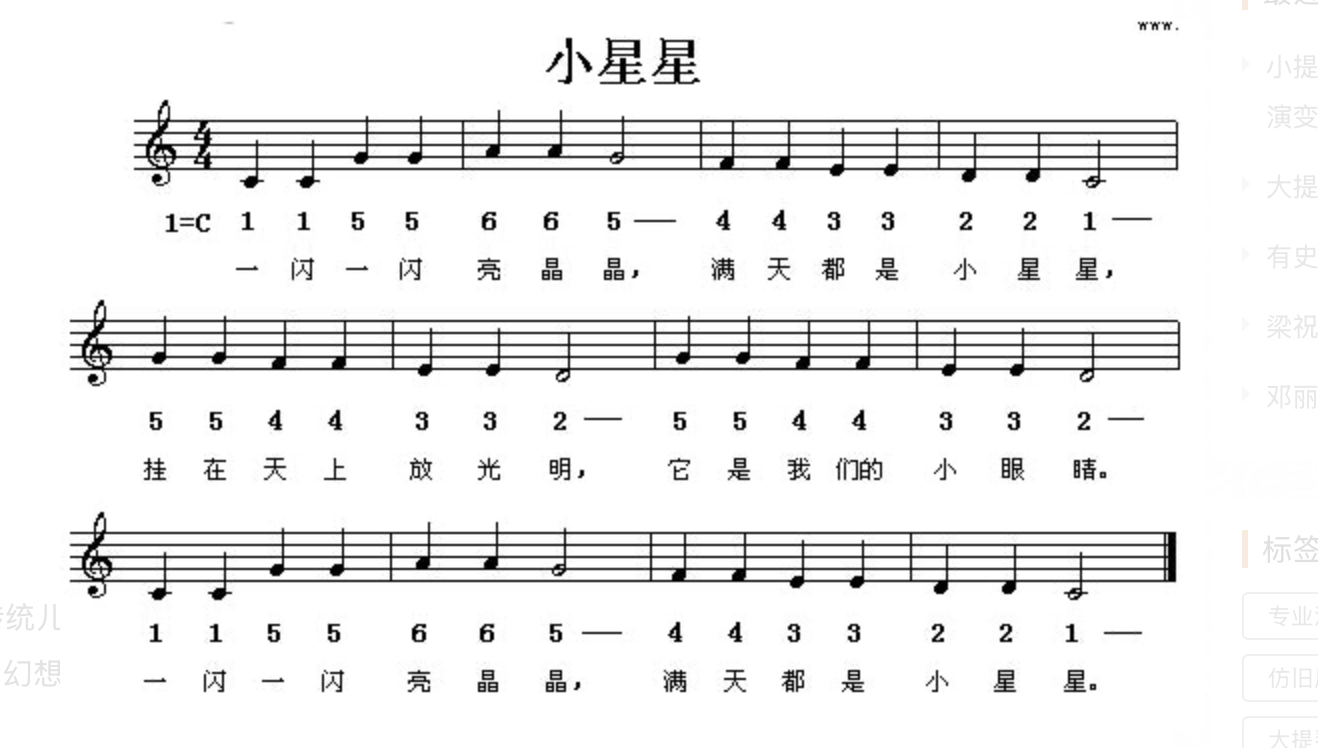 www.
小星星
1=C 1 1 5 5 6 6 5 — 4 4 3 3 2 2 1 —
一 闪 一 闪 亮 晶 晶, 满 天 都 是 小 星 星,
5 5 4 4 3 3 2 — 5 5 4 4 3 3 2 —
挂 在 天 上 放 光 明, 它 是 我 们的 小 眼 睛。
1 1 5 5 6 6 5 — 4 4 3 3 2 2 1 —
一 闪 一 闪 亮 晶 晶, 满 天 都 是 小 星 星。
统儿
幻想
小提
演变
大提
有史
梁祝
邓丽
标签
专业
仿旧
大提